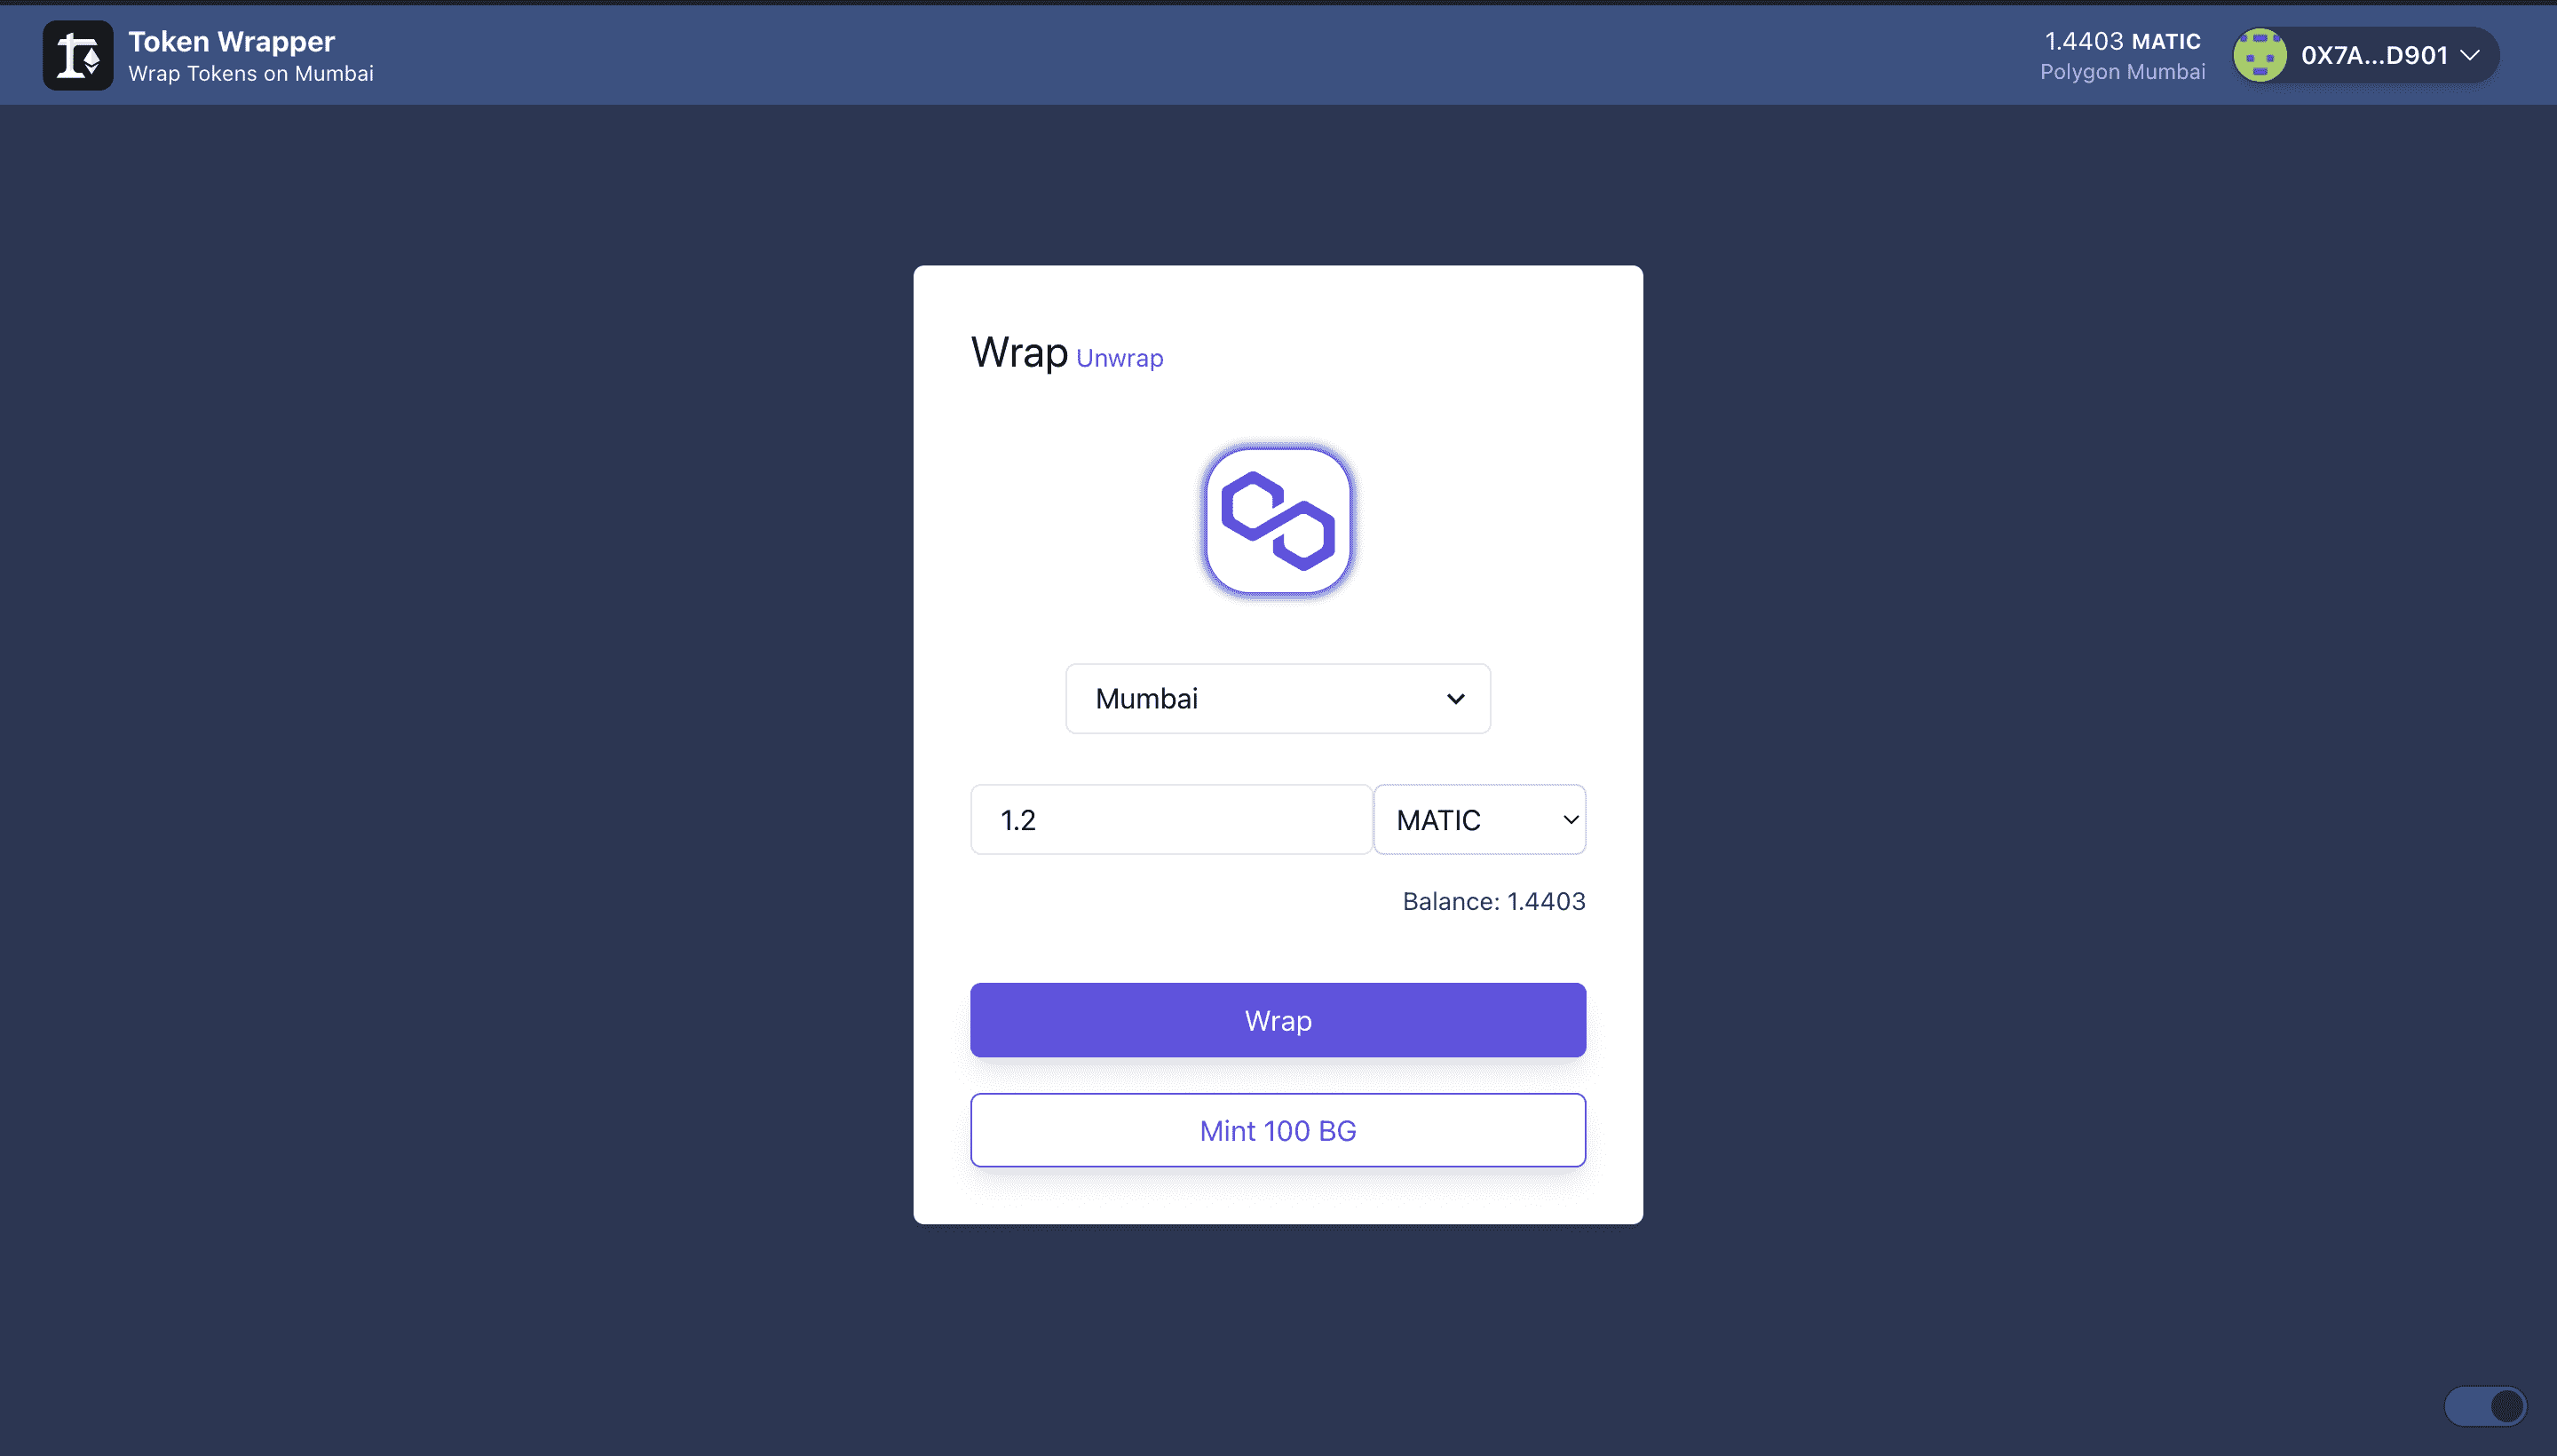 Token Wrapper
Wrap Tokens on Mumbai
1.4403 MATIC
Polygon Mumbai
0X7A...D901
Wrap Unwrap
Mumbai
1.2
MATIC
Balance: 1.4403
Wrap
Mint 100 BG